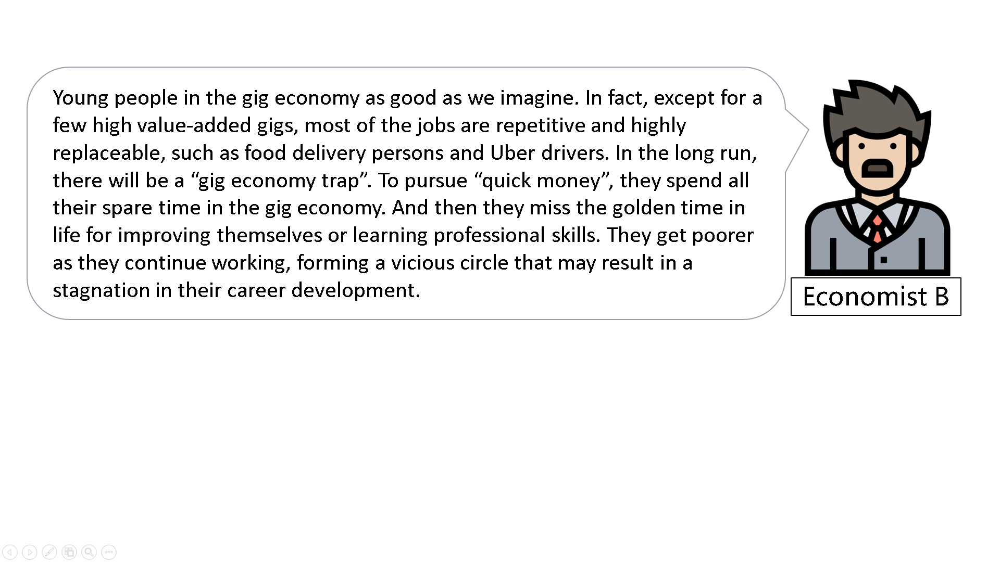 Young people in the gig economy as good as we imagine. In fact, except for a
few high value-added gigs, most of the jobs are repetitive and highly
replaceable, such as food delivery persons and Uber drivers. In the long run,
there will be a “gig economy trap”. To pursue “quick money”, they spend all
their spare time in the gig economy. And then they miss the golden time in
life for improving themselves or learning professional skills. They get poorer
as they continue working, forming a vicious circle that may result in a
stagnation in their career development.
Economist B